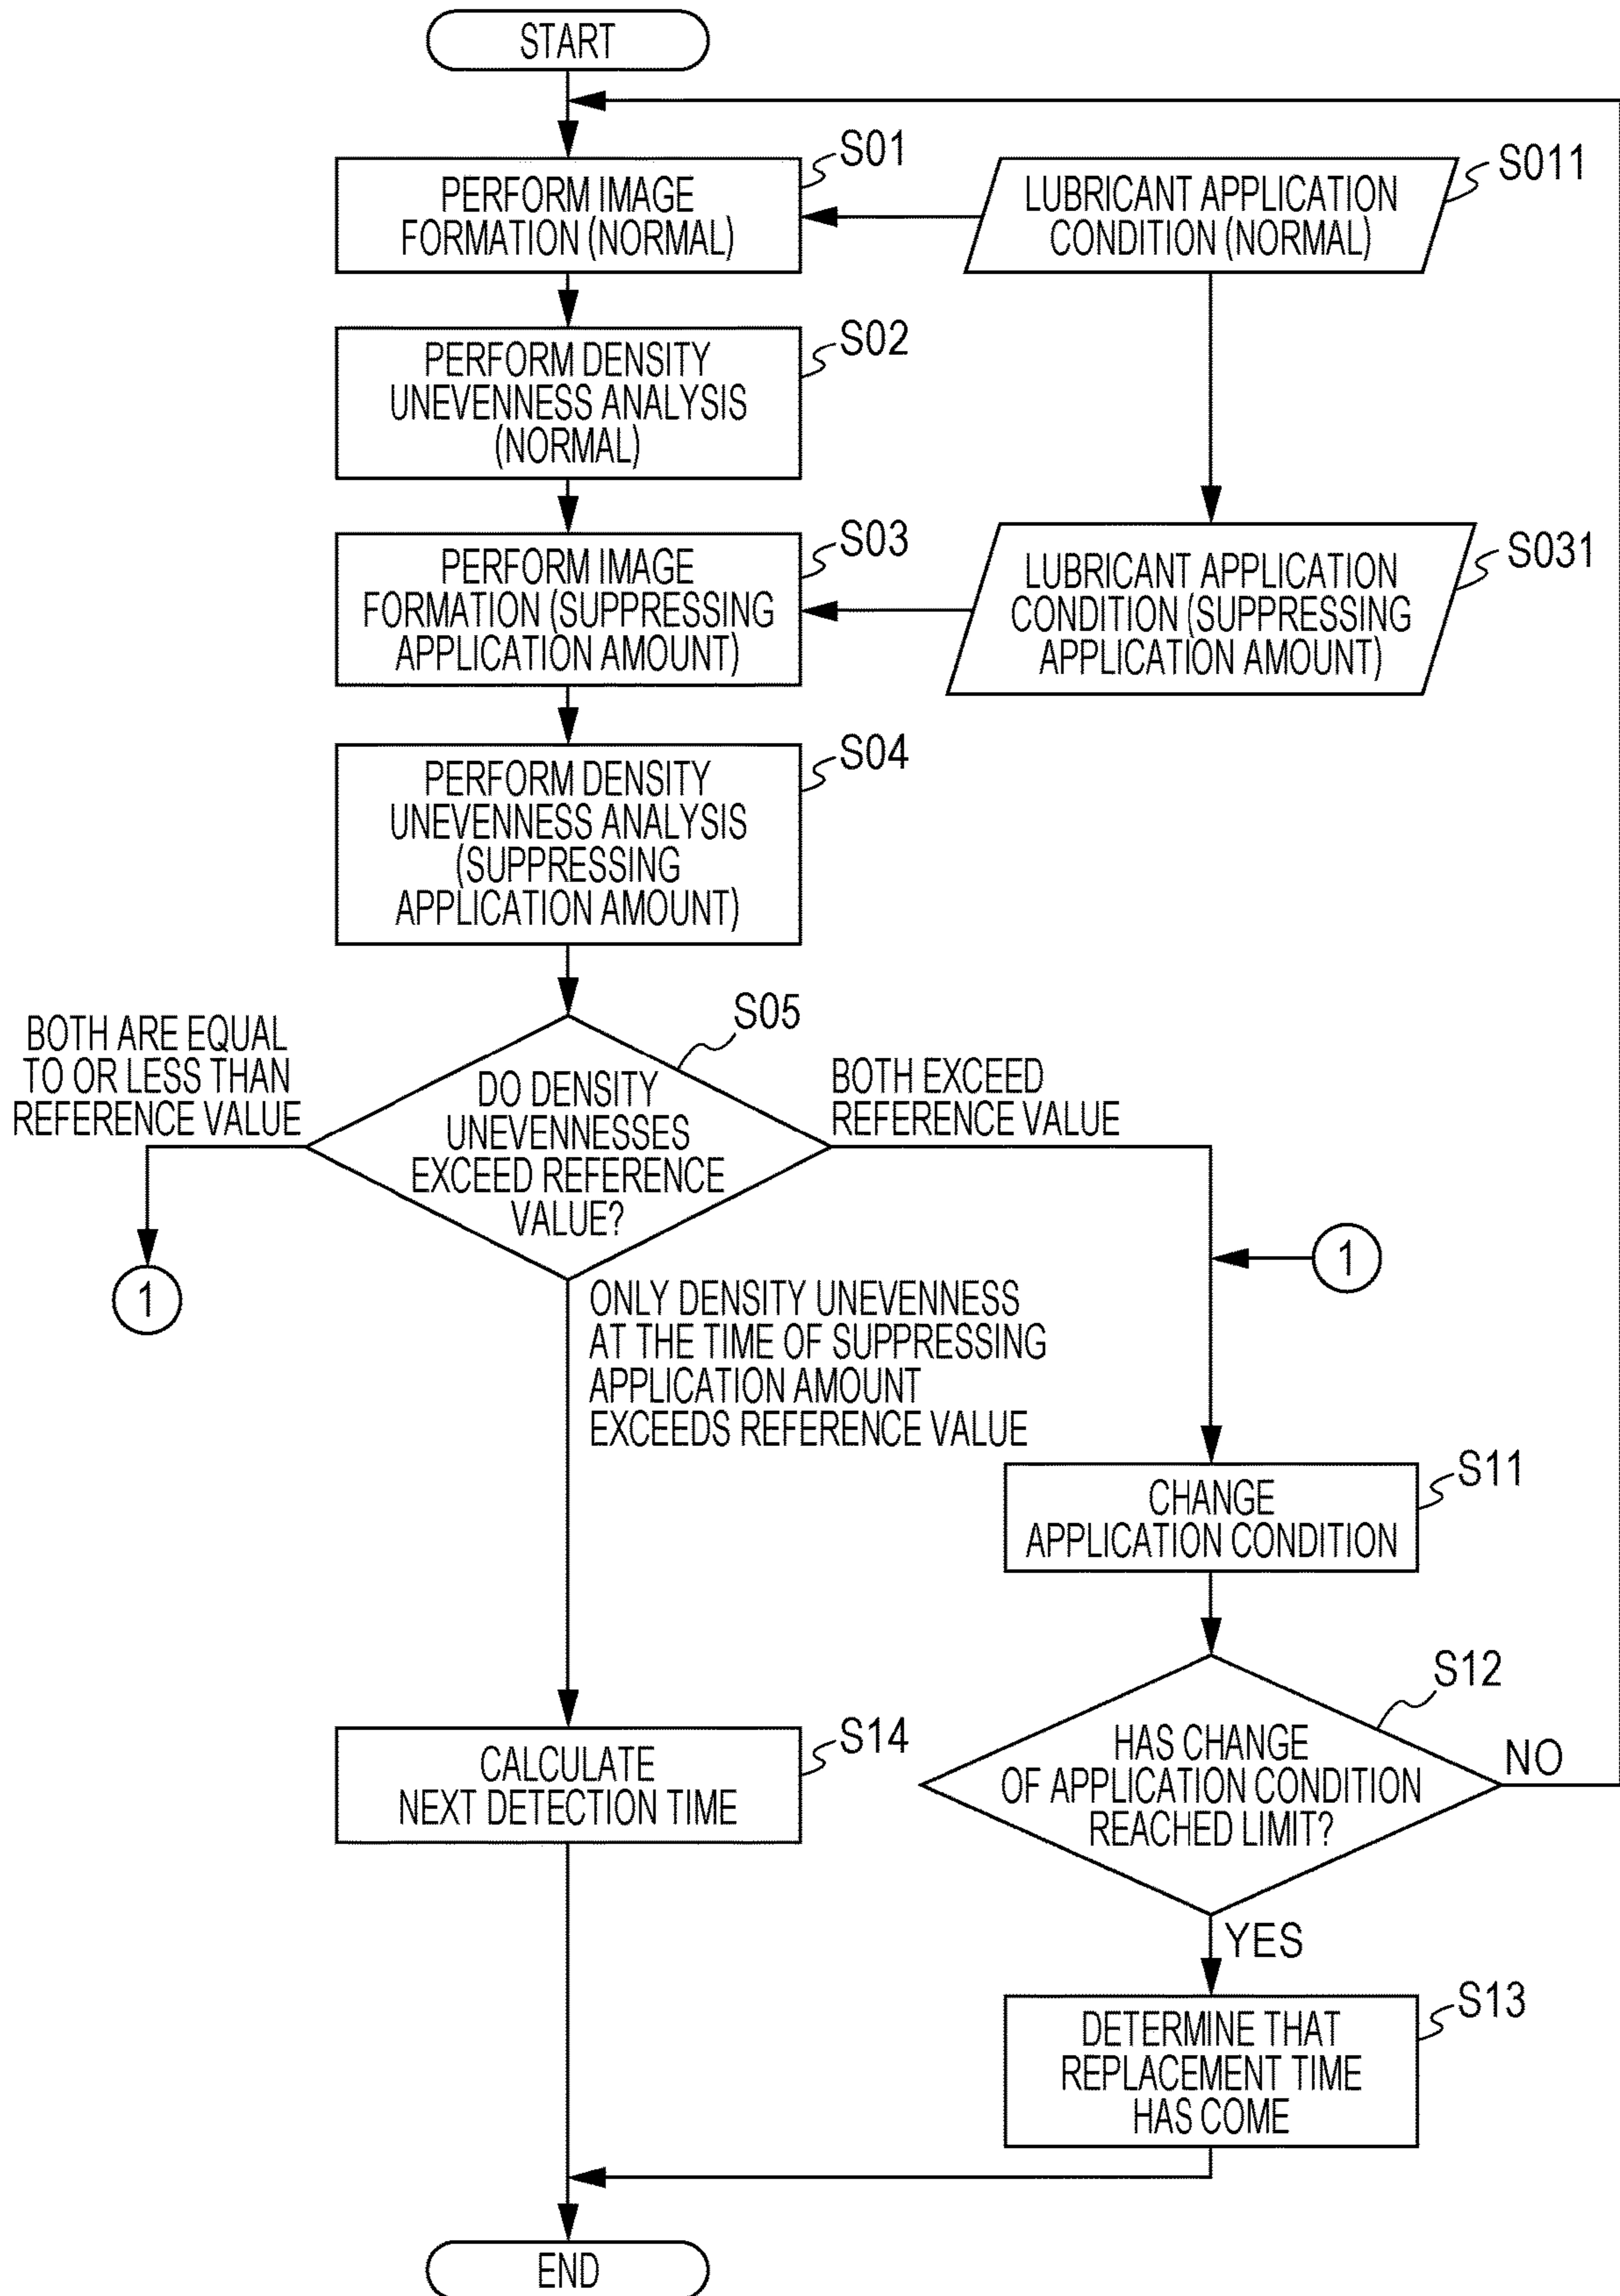 START
S01
PERFORM IMAGE
FORMATION (NORMAL)
S011
LUBRICANT APPLICATION
CONDITION (NORMAL)
S02
PERFORM DENSITY
UNEVENNESS ANALYSIS
(NORMAL)
S03
PERFORM IMAGE
FORMATION (SUPPRESSING
APPLICATION AMOUNT)
S031
LUBRICANT APPLICATION
CONDITION (SUPPRESSING
APPLICATION AMOUNT)
S04
PERFORM DENSITY
UNEVENNESS ANALYSIS
(SUPPRESSING
APPLICATION AMOUNT)
S05
DO DENSITY
UNEVENNESSES
EXCEED REFERENCE
VALUE?
BOTH ARE EQUAL
TO OR LESS THAN
REFERENCE VALUE
1
BOTH EXCEED
REFERENCE VALUE
1
ONLY DENSITY UNEVENNESS
AT THE TIME OF SUPPRESSING
APPLICATION AMOUNT
EXCEEDS REFERENCE VALUE
S11
CHANGE
APPLICATION CONDITION
S12
HAS CHANGE
OF APPLICATION CONDITION
REACHED LIMIT?
NO
S14
CALCULATE
NEXT DETECTION TIME
YES
S13
DETERMINE THAT
REPLACEMENT TIME
HAS COME
END